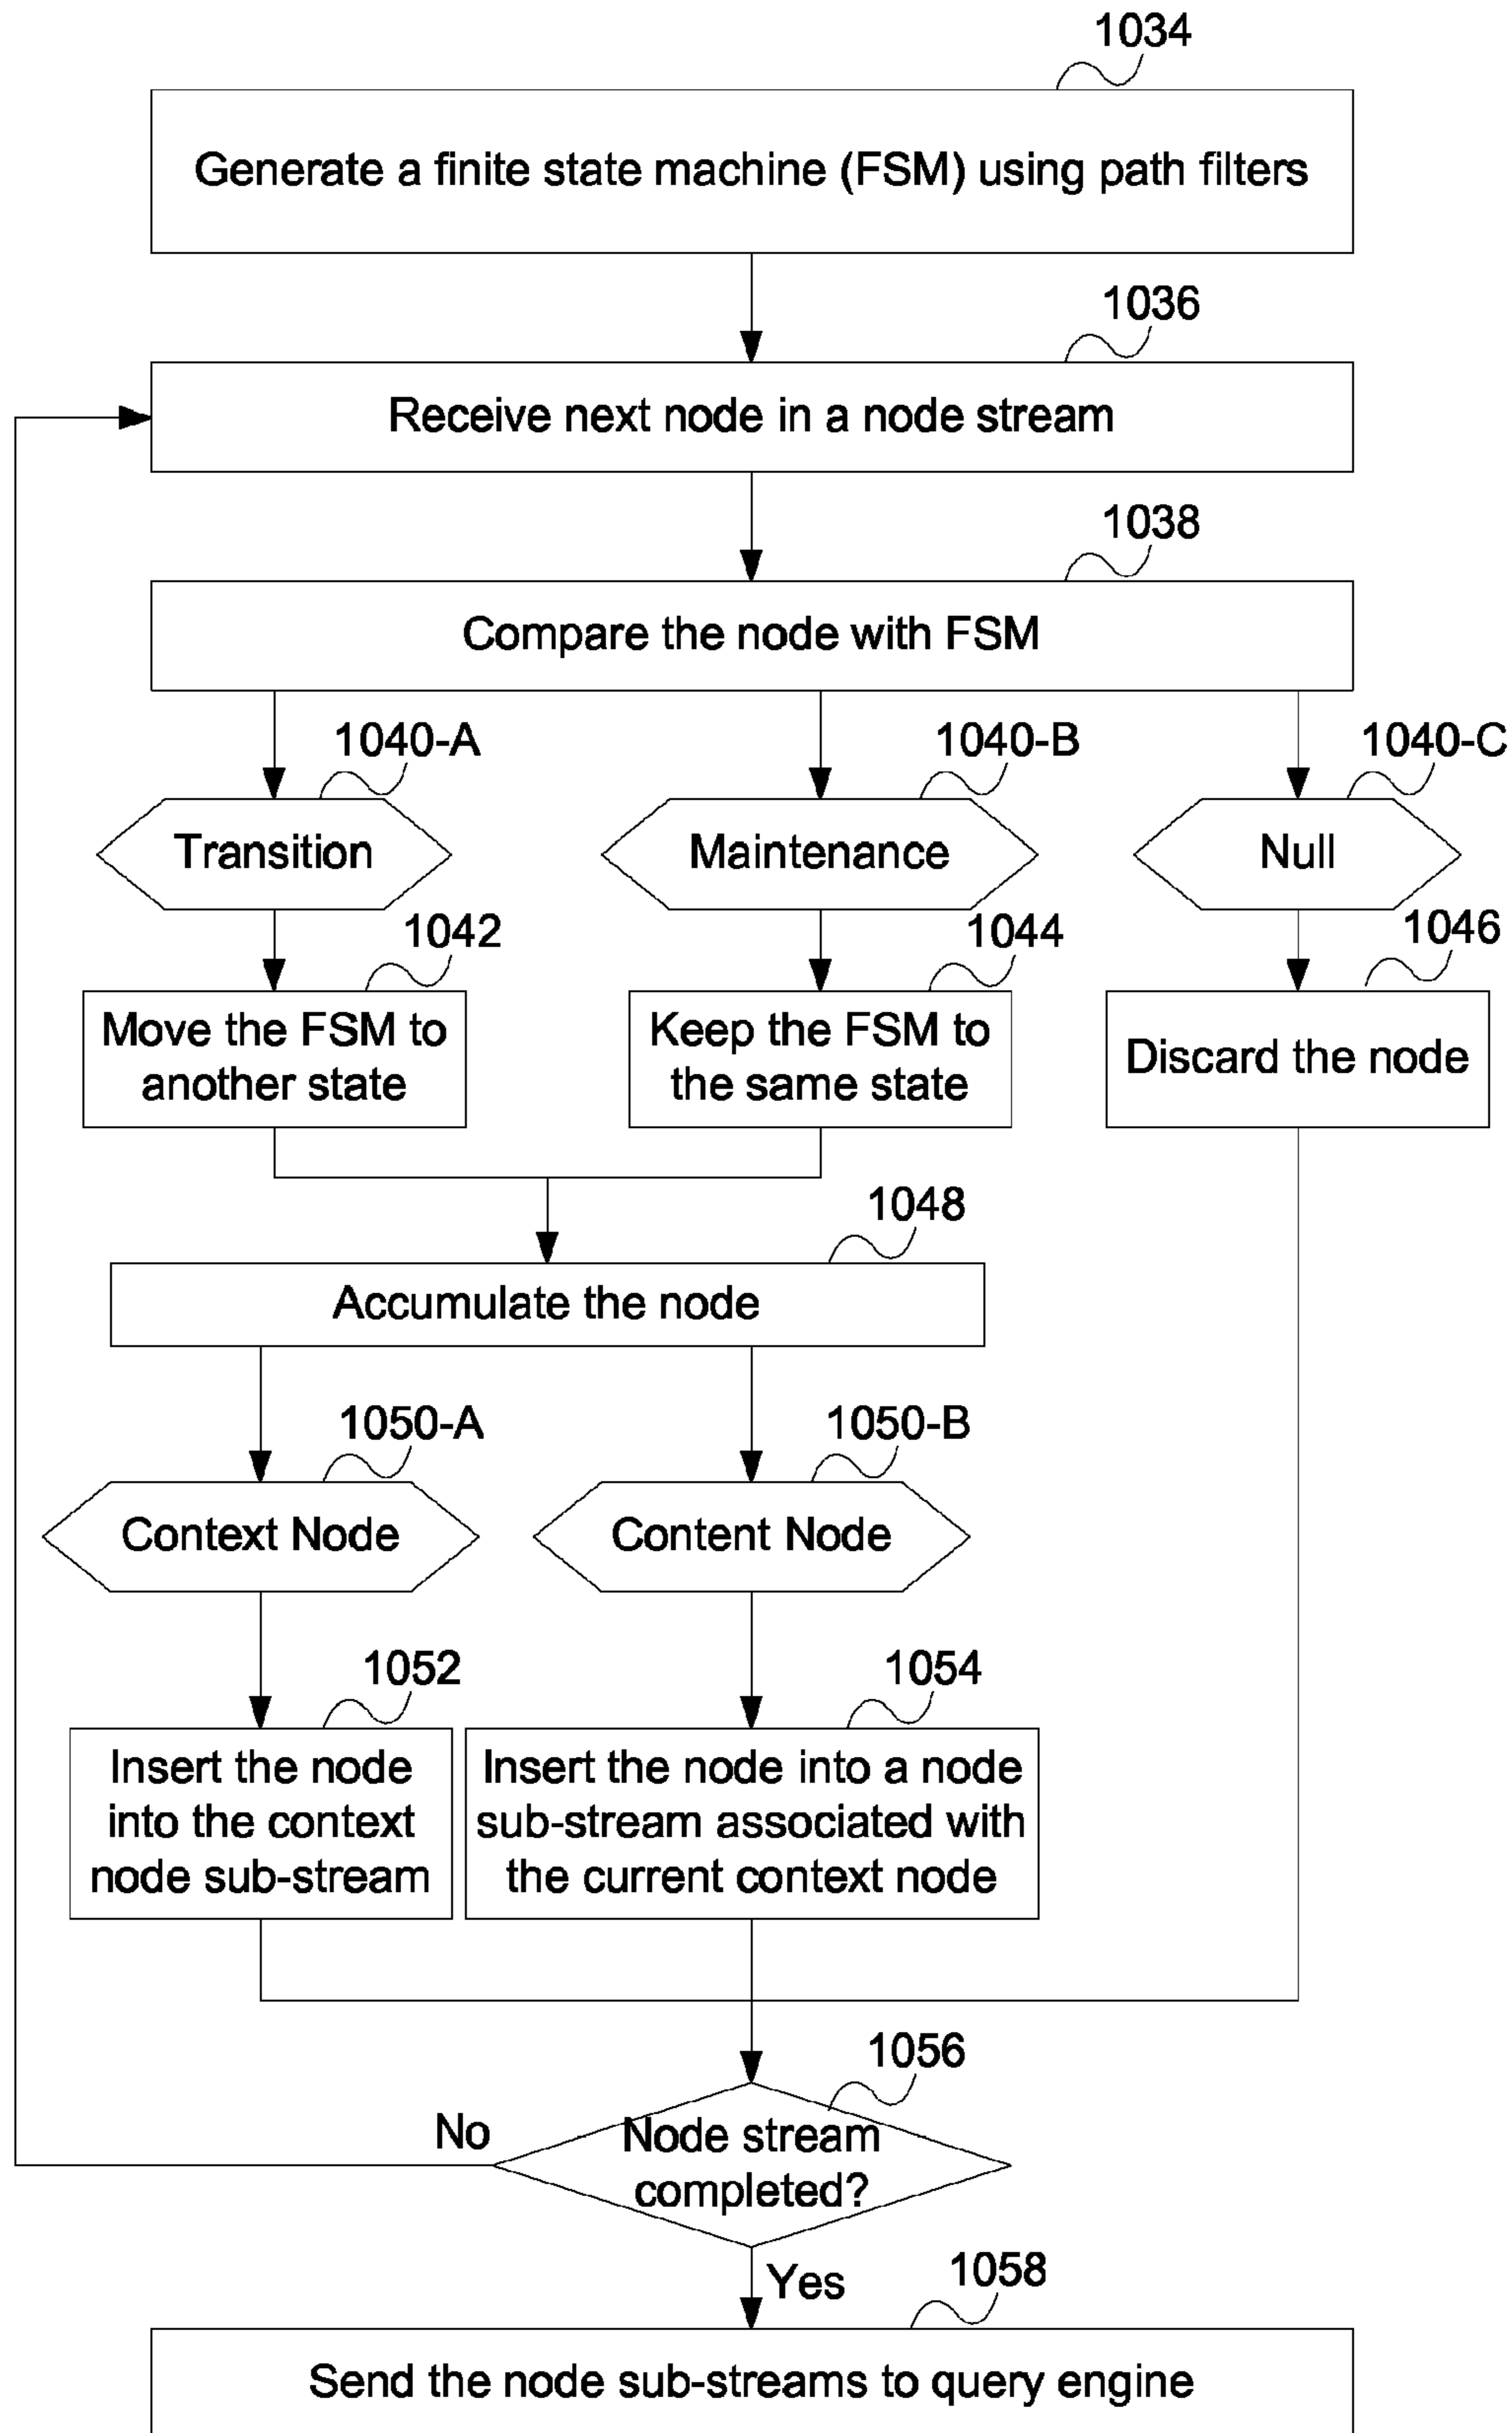 1034
Generate a finite state machine (FSM) using path filters
1036
Receive next node in a node stream
1038
Compare the node with FSM
1040-A
1040-B
1040-C
Transition
Maintenance
Null
1042
1044
1046
Move the FSM to
another state
Keep the FSM to
the same state
Discard the node
1048
Accumulate the node
1050-A
1050-B
Context Node
Content Node
1052
1054
Insert the node
into the context
node sub-stream
Insert the node into a node
sub-stream associated with
the current context node
1056
No
Node stream
completed?
Yes
1058
Send the node sub-streams to query engine